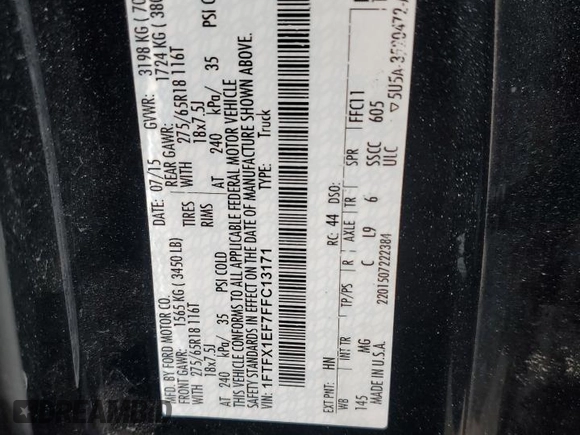 MFD. BY FORD MOTOR CO.
DATE: 07/15 GVWR: 3198 KG ( 70
FRONT GAWR: 1565 KG ( 3450 LB) REAR GAWR: 1724 KG ( 380
WITH 275/65R18 116T TIRES WITH 275/65R18 116T
18x7.5J RIMS 18x7.5J
AT 240 kPa/ 35 PSI COLD AT 240 kPa/ 35 PSI CO
THIS VEHICLE CONFORMS TO ALL APPLICABLE FEDERAL MOTOR VEHICLE
SAFETY STANDARDS IN EFFECT ON THE DATE OF MANUFACTURE SHOWN ABOVE.
VIN: 1FTFX1EF7FFC13171 TYPE: Truck
EXT PNT: HN RC: 44 DSO: FFC11
WB INT TR TP/PS R AXLE TR SPR
145 MG C L9 6 SSCC 605
ULC
MADE IN U.S.A. 2201507222384